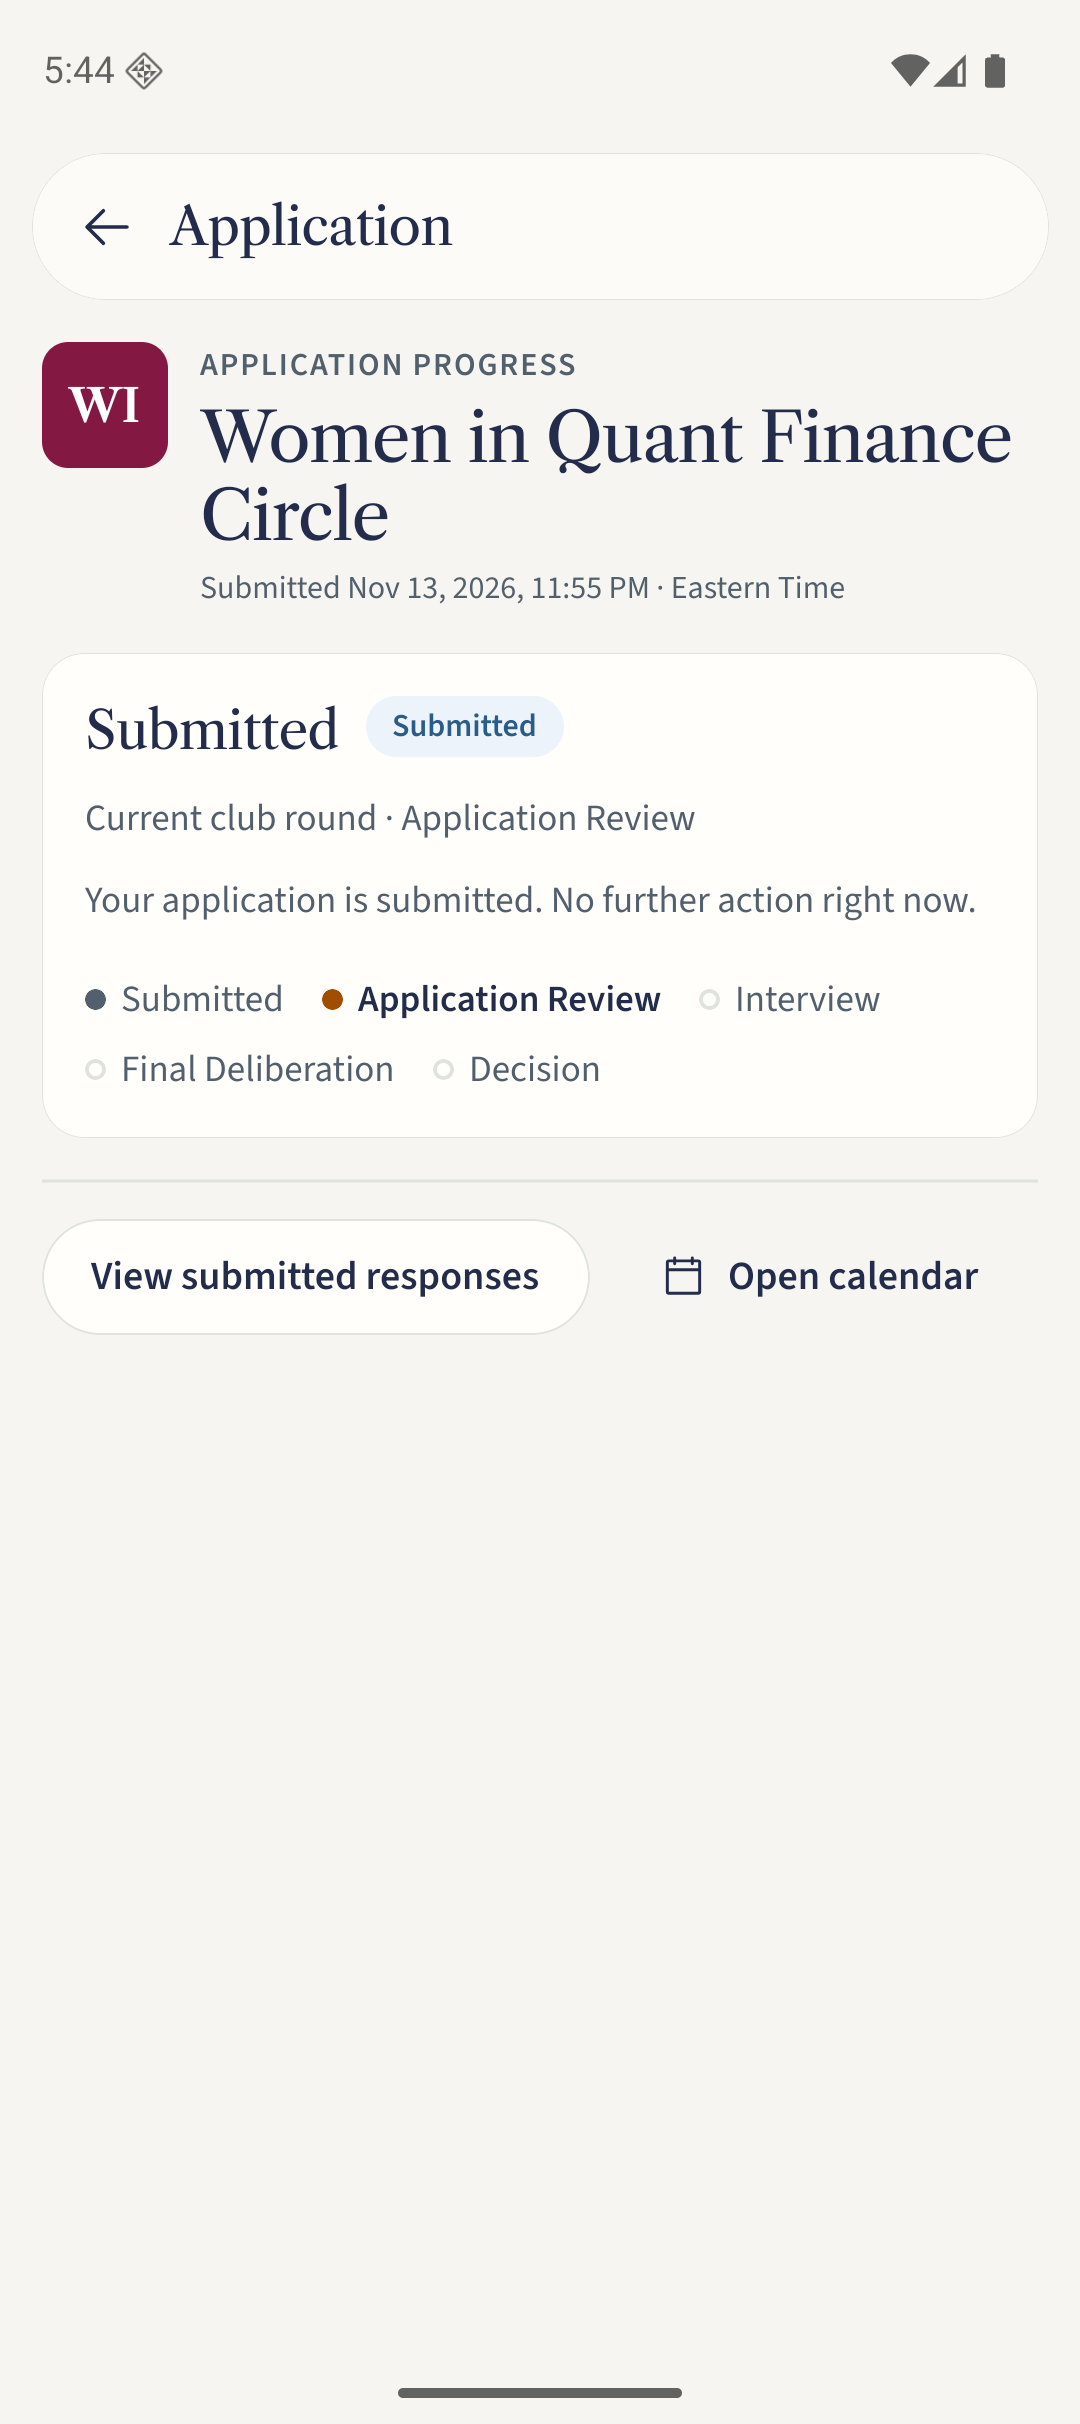 5:44
Application
WI
APPLICATION PROGRESS
Women in Quant Finance
Circle
Submitted Nov 13, 2026, 11:55 PM · Eastern Time
Submitted Submitted
Current club round · Application Review
Your application is submitted. No further action right now.
Submitted Application Review Interview
Final Deliberation Decision
View submitted responses Open calendar